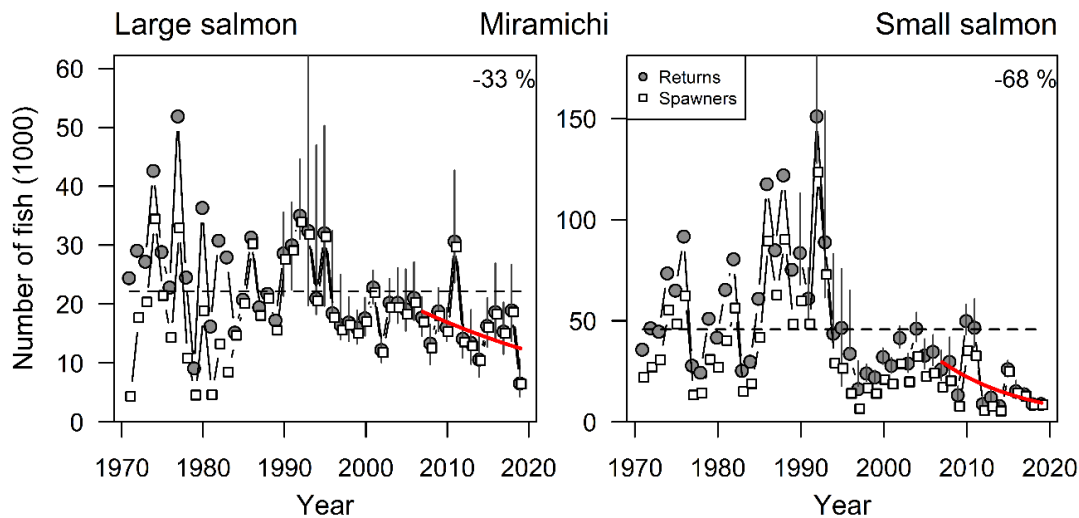 Large salmon Miramichi Small salmon
Number of fish (1000)
60
50
40
30
20
10
0
-33 %
1970 1980 1990 2000 2010 2020
Year
150
100
50
0
Returns
Spawners
-68 %
1970 1980 1990 2000 2010 2020
Year